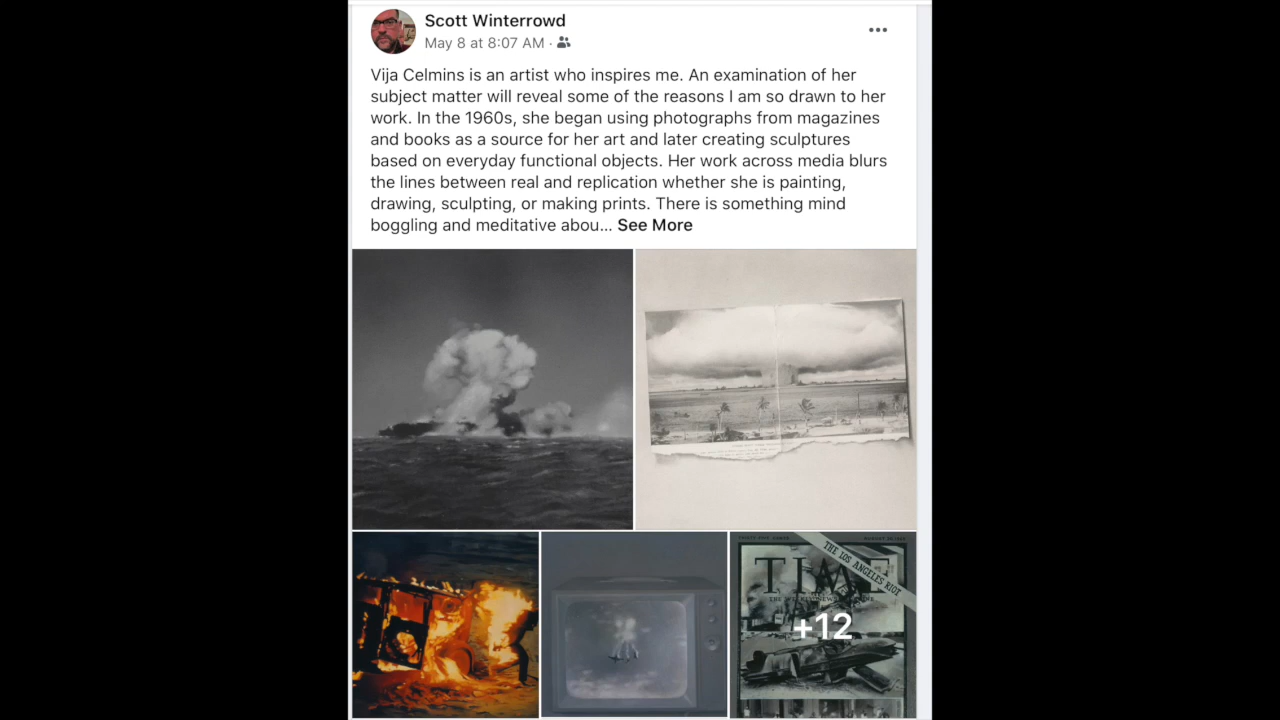 Scott Winterrowd
May 8 at 8:07 AM ·
Vija Celmins is an artist who inspires me. An examination of her
subject matter will reveal some of the reasons I am so drawn to her
work. In the 1960s, she began using photographs from magazines
and books as a source for her art and later creating sculptures
based on everyday functional objects. Her work across media blurs
the lines between real and replication whether she is painting,
drawing, sculpting, or making prints. There is something mind
boggling and meditative abou... See More
THE LOS ANGELES RIOT
TIME
+12